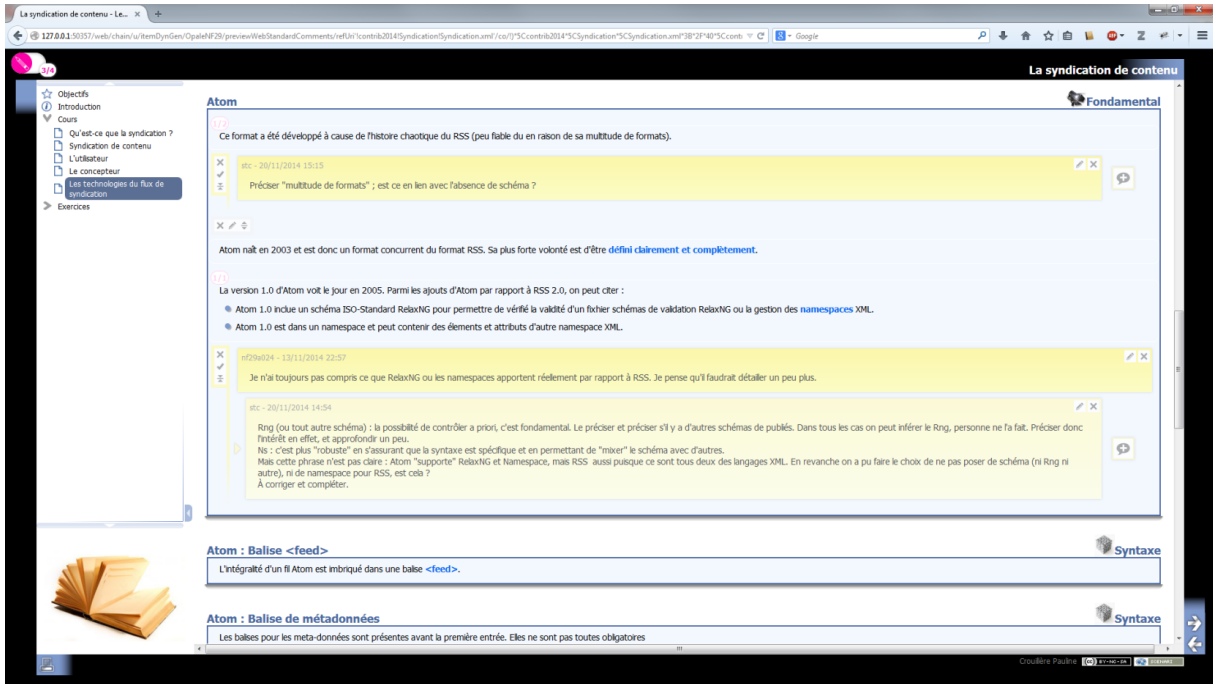 La syndication de contenu - Le...
127.0.0.1:50357/web/chain/u/itemDynGen/OpaleNF29/previewWebStandardComments/refUri'!contrib2014!Syndication!Syndication.xml'/co/!)*5Ccontrib2014*5CSyndication*5CSyndication.xml*3B*2F*40*5Ccontr
Google
3/4
La syndication de contenu
Objectifs
Introduction
Cours
Qu'est-ce que la syndication ?
Syndication de contenu
L'utilisateur
Le concepteur
Les technologies du flux de
syndication
Exercices
Atom
Fondamental
1/2
Ce format a été développé à cause de l'histoire chaotique du RSS (peu fiable du en raison de sa multitude de formats).
stc - 20/11/2014 15:15
Préciser "multitude de formats" ; est ce en lien avec l'absence de schéma ?
Atom naît en 2003 et est donc un format concurrent du format RSS. Sa plus forte volonté est d'être défini clairement et complètement.
1/1
La version 1.0 d'Atom voit le jour en 2005. Parmi les ajouts d'Atom par rapport à RSS 2.0, on peut citer :
Atom 1.0 inclue un schéma ISO-Standard RelaxNG pour permettre de vérifié la validité d'un fixhier schémas de validation RelaxNG ou la gestion des namespaces XML.
Atom 1.0 est dans un namespace et peut contenir des élements et attributs d'autre namespace XML.
nf29a024 - 13/11/2014 22:57
Je n'ai toujours pas compris ce que RelaxNG ou les namespaces apportent réellement par rapport à RSS. Je pense qu'il faudrait détailler un peu plus.
stc - 20/11/2014 14:54
Rng (ou tout autre schéma) : la possibilité de contrôler a priori, c'est fondamental. Le préciser et préciser s'il y a d'autres schémas de publiés. Dans tous les cas on peut inférer le Rng, personne ne l'a fait. Préciser donc
l'intérêt en effet, et approfondir un peu.
Ns : c'est plus "robuste" en s'assurant que la syntaxe est spécifique et en permettant de "mixer" le schéma avec d'autres.
Mais cette phrase n'est pas claire : Atom "supporte" RelaxNG et Namespace, mais RSS aussi puisque ce sont tous deux des langages XML. En revanche on a pu faire le choix de ne pas poser de schéma (ni Rng ni
autre), ni de namespace pour RSS, est cela ?
À corriger et compléter.
Atom : Balise <feed>
Syntaxe
L'intégralité d'un fil Atom est imbriqué dans une balise <feed>.
Atom : Balise de métadonnées
Syntaxe
Les balises pour les meta-données sont présentes avant la première entrée. Elles ne sont pas toutes obligatoires
Crouillère Pauline
BY-NC-SA
SCENARI